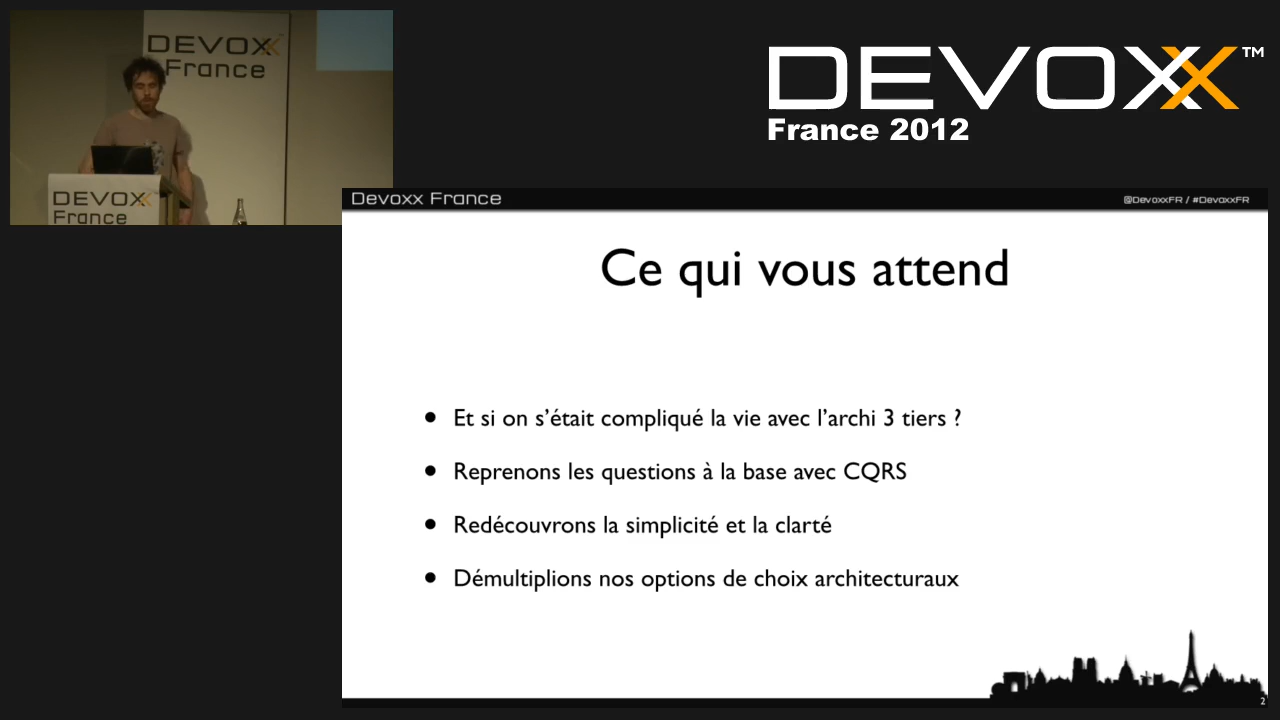 DEVOXX
France
DEVOXX
France
DEVOXX™
France 2012
Devoxx France
@DevoxxFR / #DevoxxFR
Ce qui vous attend
• Et si on s’était compliqué la vie avec l’archi 3 tiers ?
• Reprenons les questions à la base avec CQRS
• Redécouvrons la simplicité et la clarté
• Démultiplions nos options de choix architecturaux
2